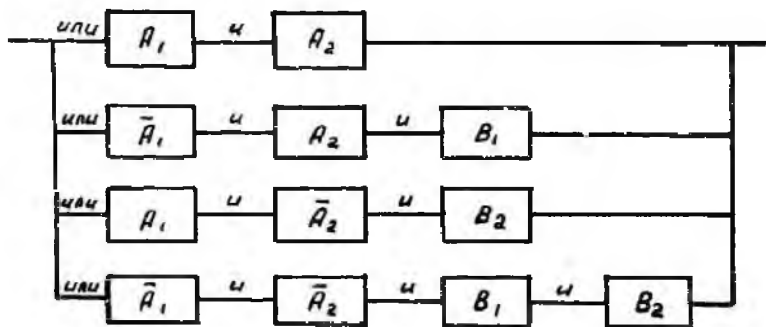 или A₁ и A₂
или Ā₁ и A₂ и B₁
или A₁ и Ā₂ и B₂
или Ā₁ и Ā₂ и B₁ и B₂